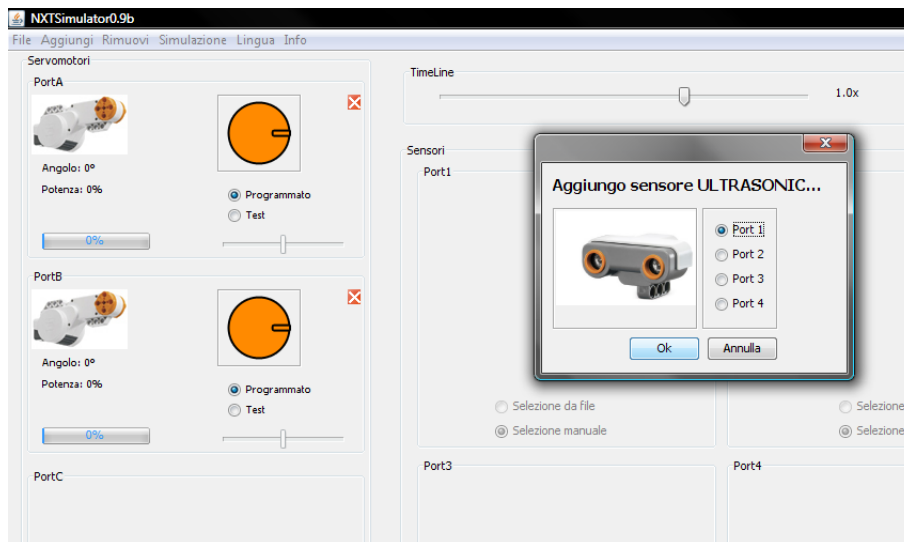 NXTSimulator0.9b
File Aggiungi Rimuovi Simulazione Lingua Info
Servomotori
PortA
Angolo: 0°
Potenza: 0%
Programmato
Test
0%
PortB
Angolo: 0°
Potenza: 0%
Programmato
Test
0%
PortC
TimeLine
1.0x
Sensori
Port1
Aggiungo sensore ULTRASONIC...
Port 1
Port 2
Port 3
Port 4
Ok Annulla
Selezione da file
Selezione manuale
Selezione
Selezione
Port3
Port4